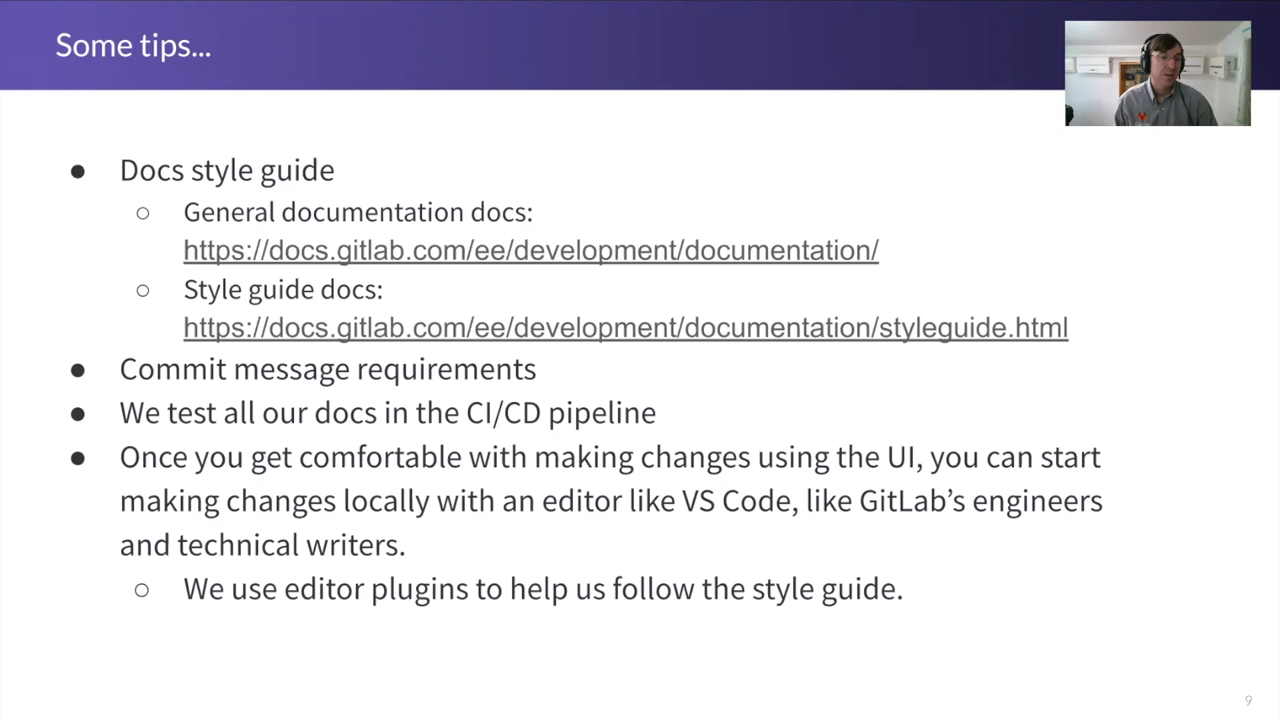 Some tips...
● Docs style guide
○ General documentation docs:
https://docs.gitlab.com/ee/development/documentation/
○ Style guide docs:
https://docs.gitlab.com/ee/development/documentation/styleguide.html
● Commit message requirements
● We test all our docs in the CI/CD pipeline
● Once you get comfortable with making changes using the UI, you can start
making changes locally with an editor like VS Code, like GitLab’s engineers
and technical writers.
○ We use editor plugins to help us follow the style guide.
9